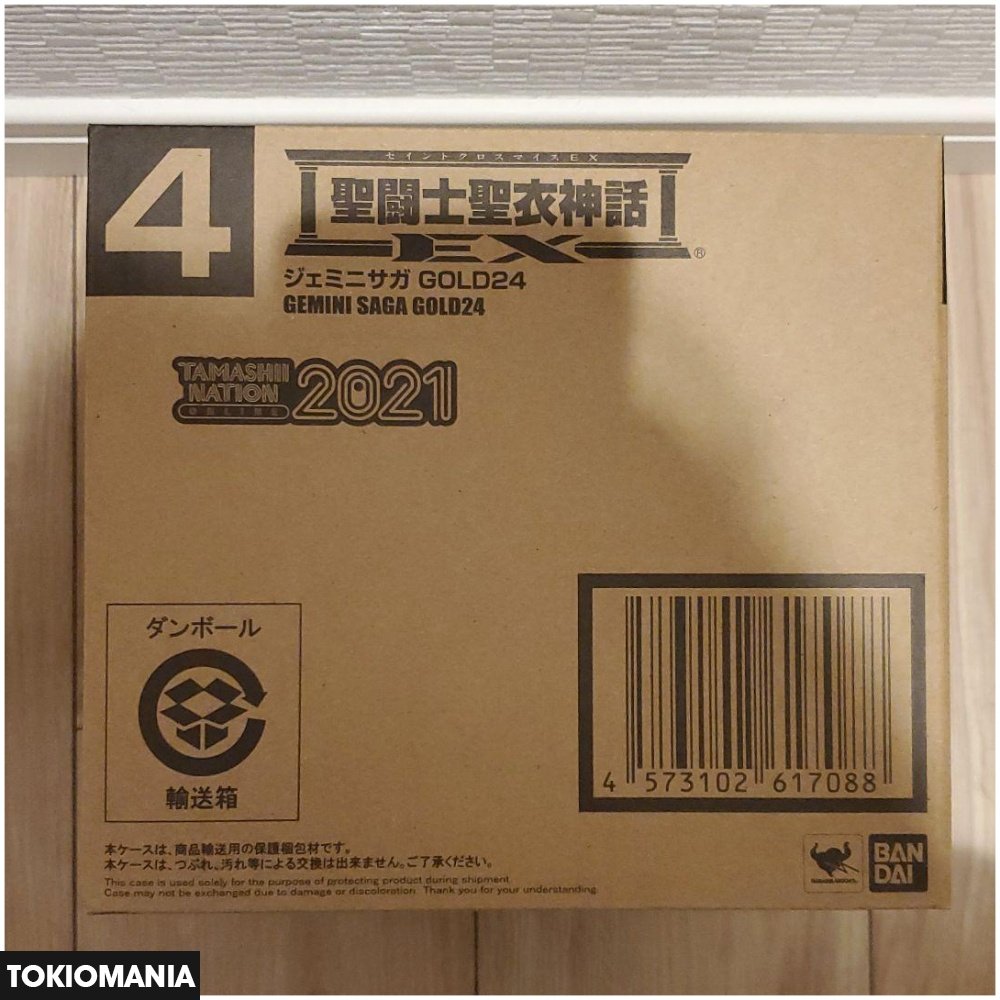 4
セイントクロスマイスEX
聖闘士聖衣神話
EX®
ジェミニサガ GOLD24
GEMINI SAGA GOLD24
TAMASHII
NATION
2021
ダンボール
輸送箱
4 573102 617088
本ケースは、商品輸送用の保護梱包材です。
本ケースは、つぶれ、汚れ等による交換は出来ません。ご了承ください。
This case is used solely for the purpose of protecting product during shipment.
Case may not be exchanged due to damage or discoloration. Thank you for your understanding.
BAN
DAI
TOKIOMANIA